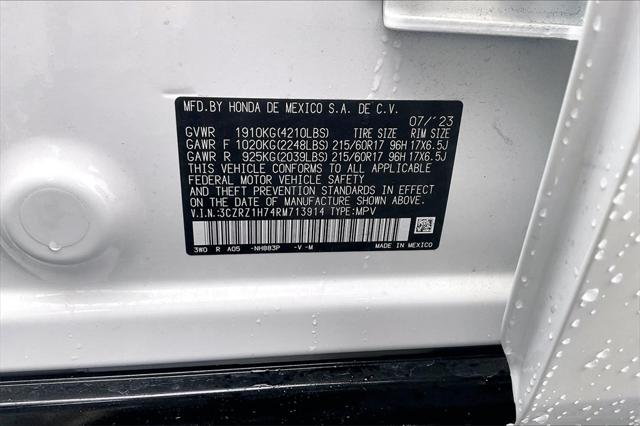 MFD.BY HONDA DE MEXICO S.A. DE C.V.
07/'23
GVWR 1910KG(4210LBS) TIRE SIZE RIM SIZE
GAWR F 1020KG(2248LBS) 215/60R17 96H 17X6.5J
GAWR R 925KG(2039LBS) 215/60R17 96H 17X6.5J
THIS VEHICLE CONFORMS TO ALL APPLICABLE
FEDERAL MOTOR VEHICLE SAFETY
AND THEFT PREVENTION STANDARDS IN EFFECT
ON THE DATE OF MANUFACTURE SHOWN ABOVE.
V.I.N.:3CZRZ1H74RM713914 TYPE:MPV
3W0 R A05 -NH883P -V -M MADE IN MEXICO